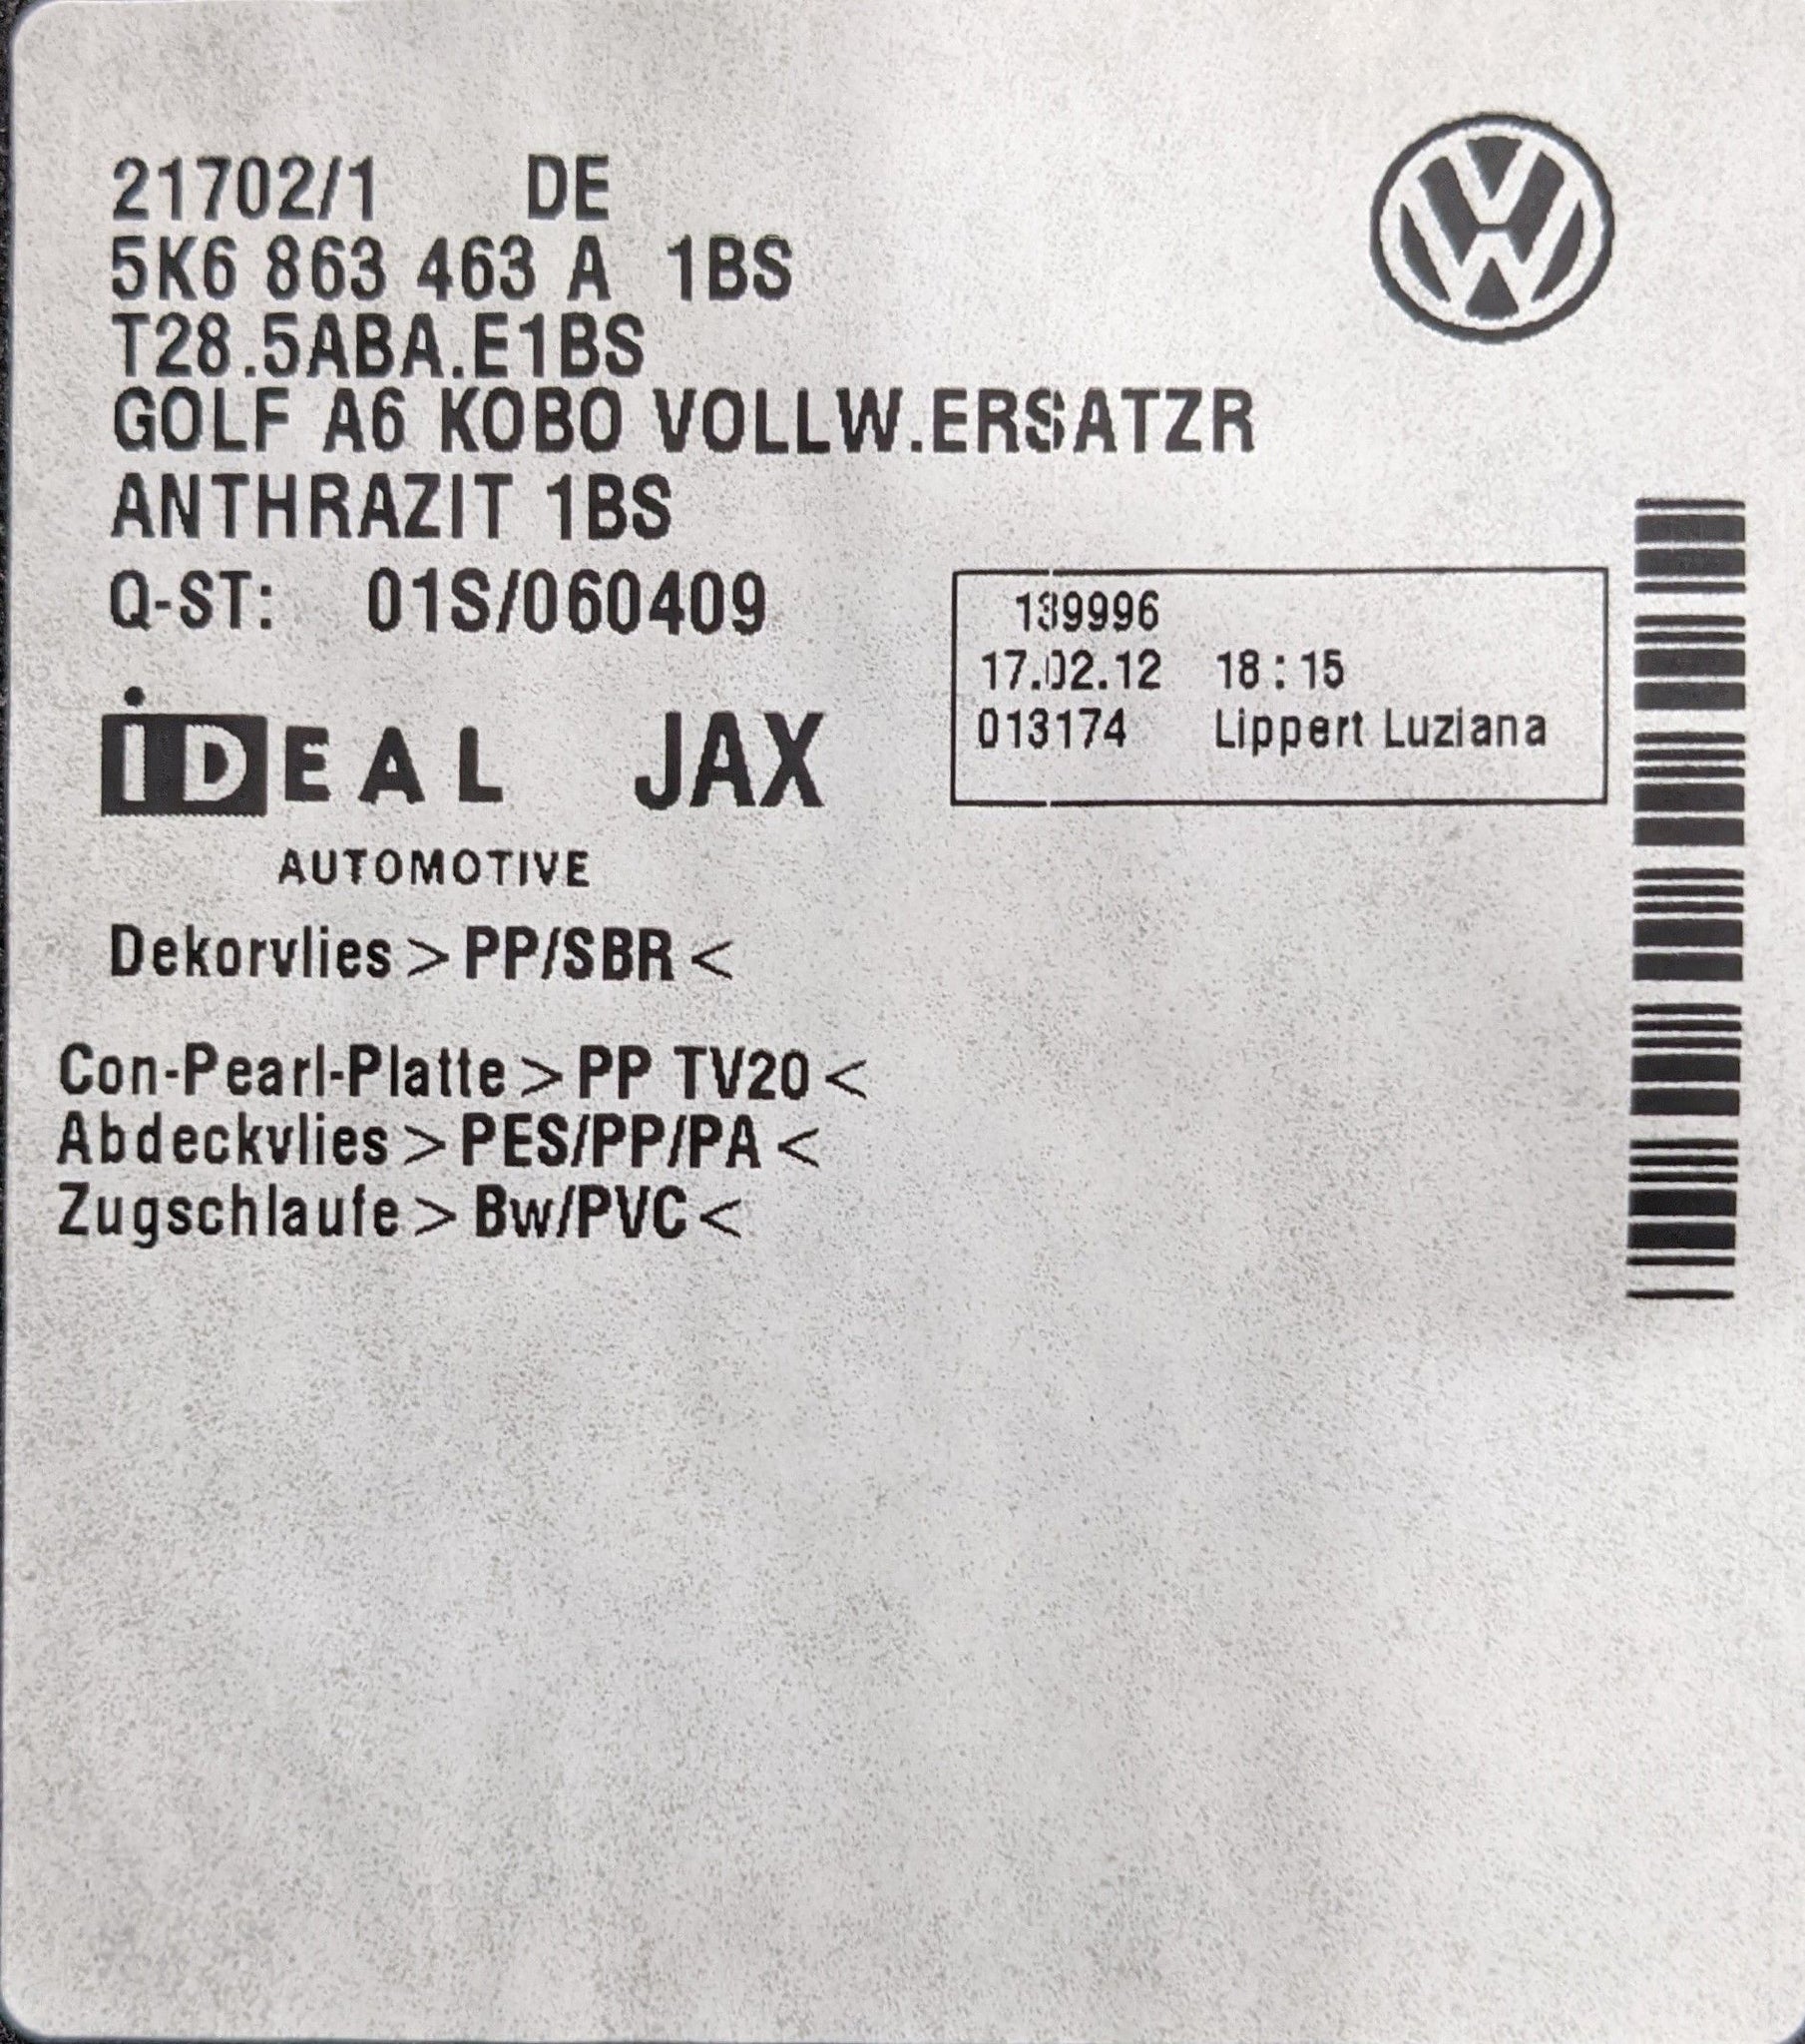 21702/1 DE
5K6 863 463 A 1BS
T28.5ABA.E1BS
GOLF A6 KOBO VOLLW.ERSATZR
ANTHRAZIT 1BS
Q-ST: 01S/060409
139996
17.02.12 18:15
013174 Lippert Luziana
iDEAL JAX
AUTOMOTIVE
Dekorvlies >PP/SBR<
Con-Pearl-Platte >PP TV20<
Abdeckvlies >PES/PP/PA<
Zugschlaufe >Bw/PVC<